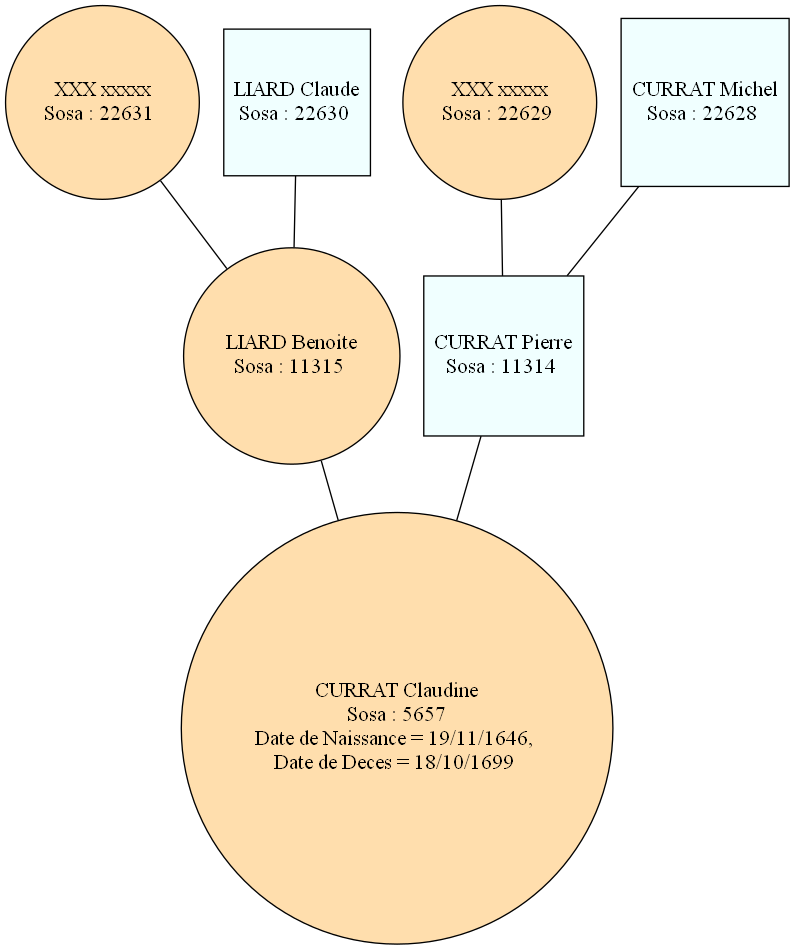 XXX xxxxx
Sosa : 22631
LIARD Claude
Sosa : 22630
XXX xxxxx
Sosa : 22629
CURRAT Michel
Sosa : 22628
LIARD Benoite
Sosa : 11315
CURRAT Pierre
Sosa : 11314
CURRAT Claudine
Sosa : 5657
Date de Naissance = 19/11/1646,
Date de Deces = 18/10/1699